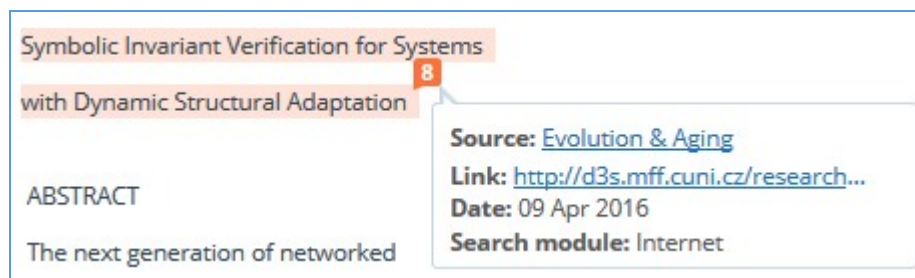 Symbolic Invariant Verification for Systems
8
with Dynamic Structural Adaptation
Source: Evolution & Aging
Link: http://d3s.mff.cuni.cz/research...
Date: 09 Apr 2016
Search module: Internet
ABSTRACT
The next generation of networked